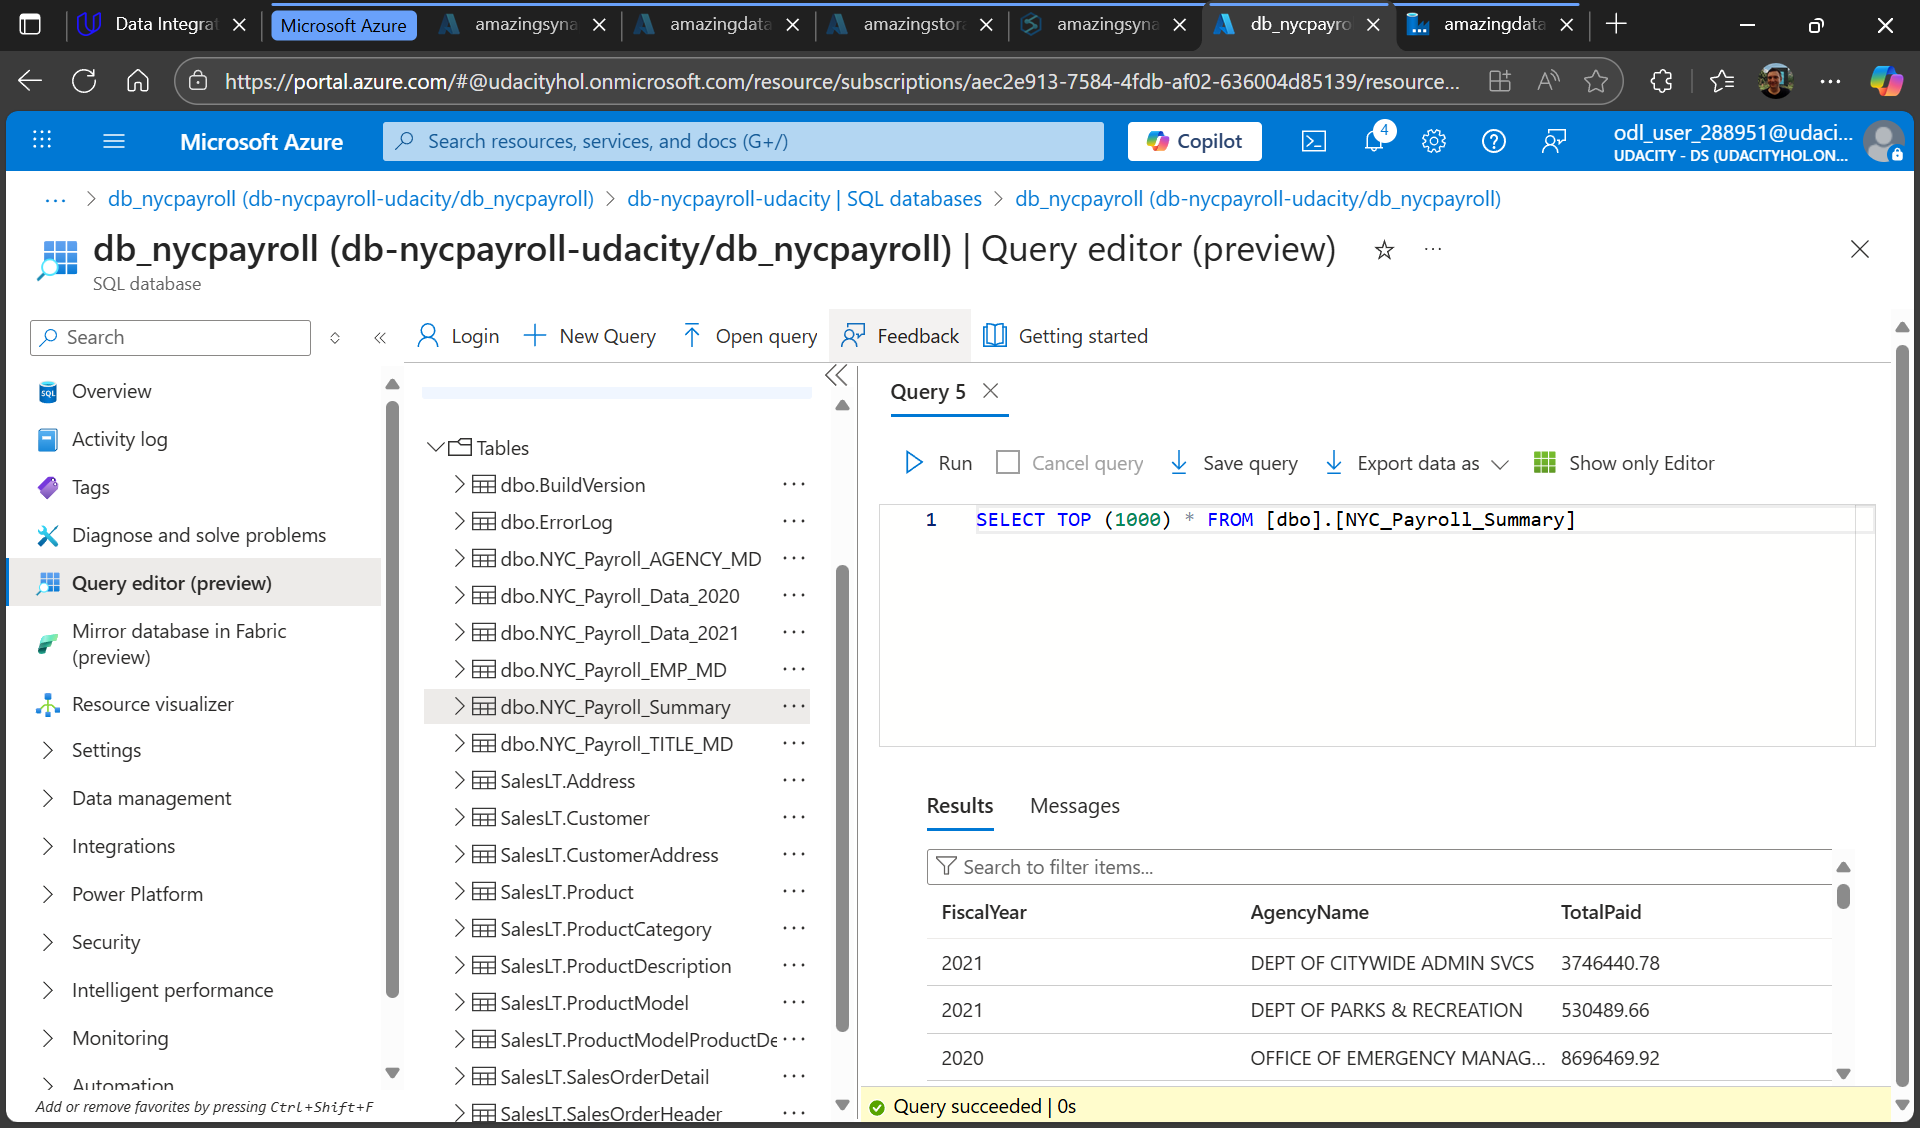 Data Integrat
Microsoft Azure
amazingsyna
amazingdata
amazingstora
amazingsyna
db_nycpayro
amazingdata
https://portal.azure.com/#@udacityhol.onmicrosoft.com/resource/subscriptions/aec2e913-7584-4fdb-af02-636004d85139/resource...
Microsoft Azure
Search resources, services, and docs (G+/)
Copilot
4
odl_user_288951@udaci...
UDACITY - DS (UDACITYHOL.ON...
... > db_nycpayroll (db-nycpayroll-udacity/db_nycpayroll) > db-nycpayroll-udacity | SQL databases > db_nycpayroll (db-nycpayroll-udacity/db_nycpayroll)
db_nycpayroll (db-nycpayroll-udacity/db_nycpayroll) | Query editor (preview)
SQL database
Search
Login
New Query
Open query
Feedback
Getting started
Overview
Activity log
Tags
Diagnose and solve problems
Query editor (preview)
Mirror database in Fabric
(preview)
Resource visualizer
Settings
Data management
Integrations
Power Platform
Security
Intelligent performance
Monitoring
Automation
Add or remove favorites by pressing Ctrl+Shift+F
Tables
dbo.BuildVersion
dbo.ErrorLog
dbo.NYC_Payroll_AGENCY_MD
dbo.NYC_Payroll_Data_2020
dbo.NYC_Payroll_Data_2021
dbo.NYC_Payroll_EMP_MD
dbo.NYC_Payroll_Summary
dbo.NYC_Payroll_TITLE_MD
SalesLT.Address
SalesLT.Customer
SalesLT.CustomerAddress
SalesLT.Product
SalesLT.ProductCategory
SalesLT.ProductDescription
SalesLT.ProductModel
SalesLT.ProductModelProductDe
SalesLT.SalesOrderDetail
SalesLT.SalesOrderHeader
Query 5
Run
Cancel query
Save query
Export data as
Show only Editor
1 SELECT TOP (1000) * FROM [dbo].[NYC_Payroll_Summary]
Results
Messages
Search to filter items...
FiscalYear AgencyName TotalPaid
2021 DEPT OF CITYWIDE ADMIN SVCS 3746440.78
2021 DEPT OF PARKS & RECREATION 530489.66
2020 OFFICE OF EMERGENCY MANAG... 8696469.92
Query succeeded | 0s